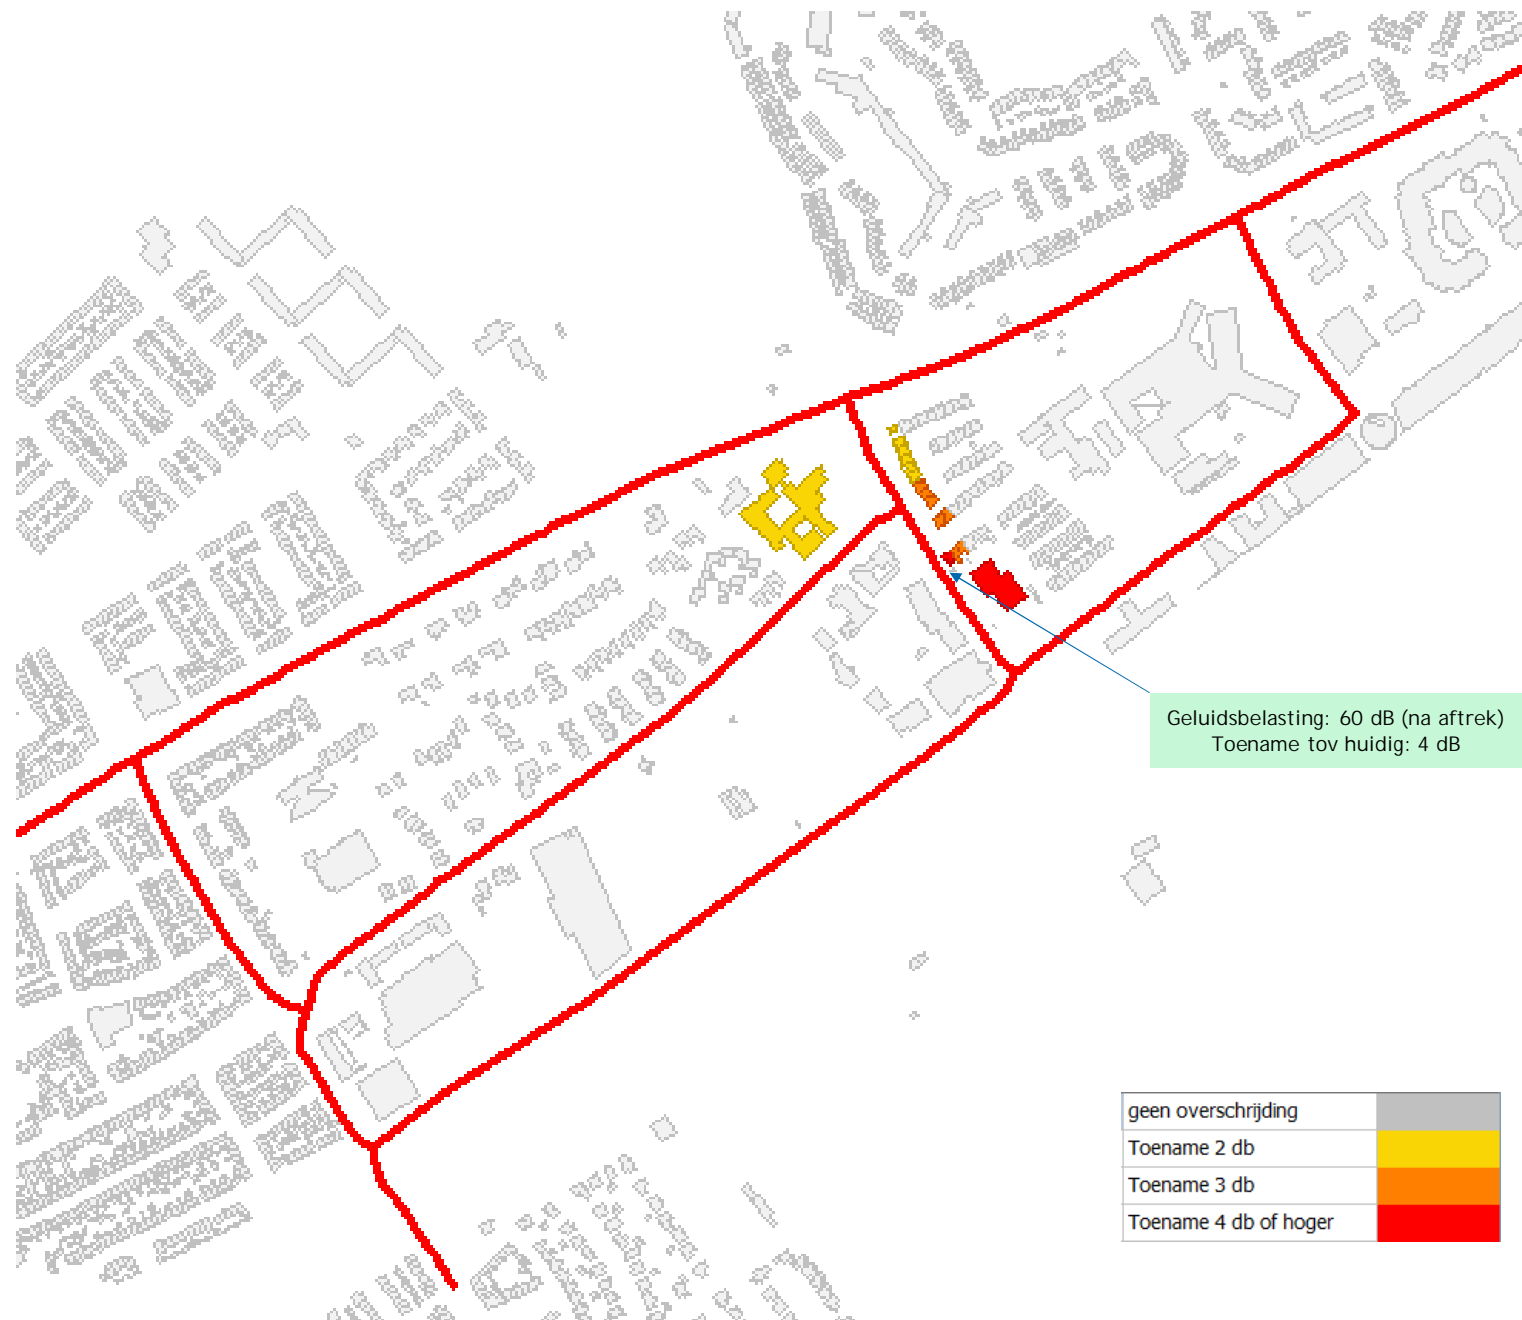 Geluidsbelasting: 60 dB (na aftrek)
Toename tov huidig: 4 dB
geen overschrijding
Toename 2 db
Toename 3 db
Toename 4 db of hoger